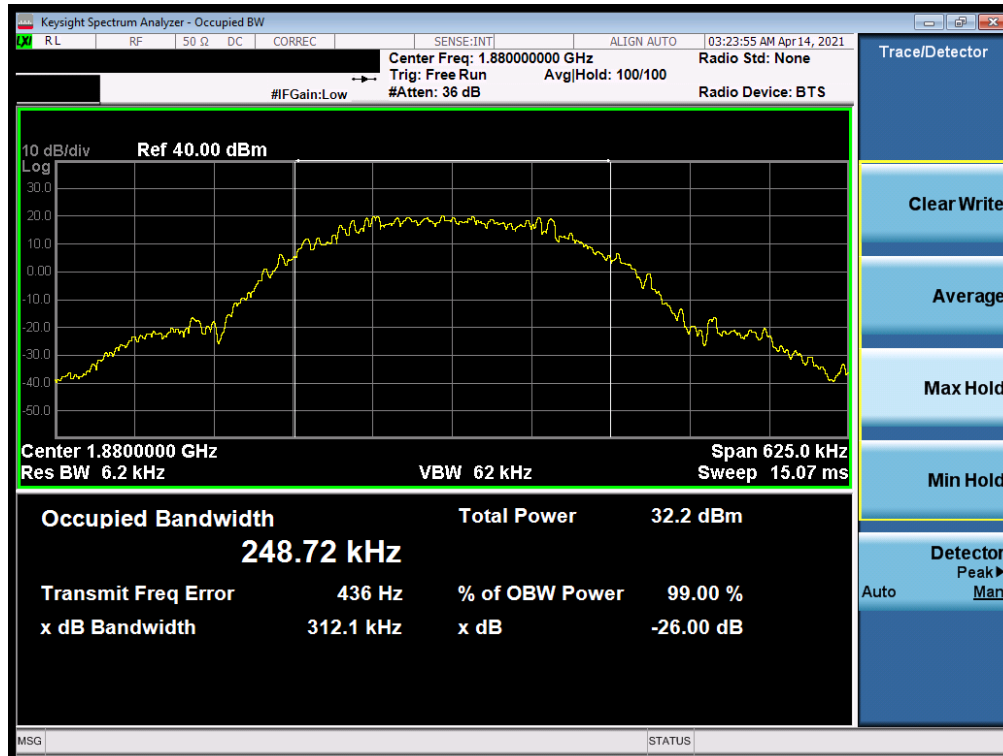 Keysight Spectrum Analyzer - Occupied BW
LXI RL RF 50 Ω DC CORREC SENSE:INT ALIGN AUTO 03:23:55 AM Apr 14, 2021
Center Freq: 1.880000000 GHz Radio Std: None
Trig: Free Run Avg|Hold: 100/100
#IFGain:Low #Atten: 36 dB Radio Device: BTS
10 dB/div Ref 40.00 dBm
Log
30.0
20.0
10.0
0.00
-10.0
-20.0
-30.0
-40.0
-50.0
Center 1.8800000 GHz Span 625.0 kHz
Res BW 6.2 kHz VBW 62 kHz Sweep 15.07 ms
Occupied Bandwidth Total Power 32.2 dBm
248.72 kHz
Transmit Freq Error 436 Hz % of OBW Power 99.00 %
x dB Bandwidth 312.1 kHz x dB -26.00 dB
MSG STATUS
Trace/Detector
Clear Write
Average
Max Hold
Min Hold
Detector
Peak▶
Auto Man